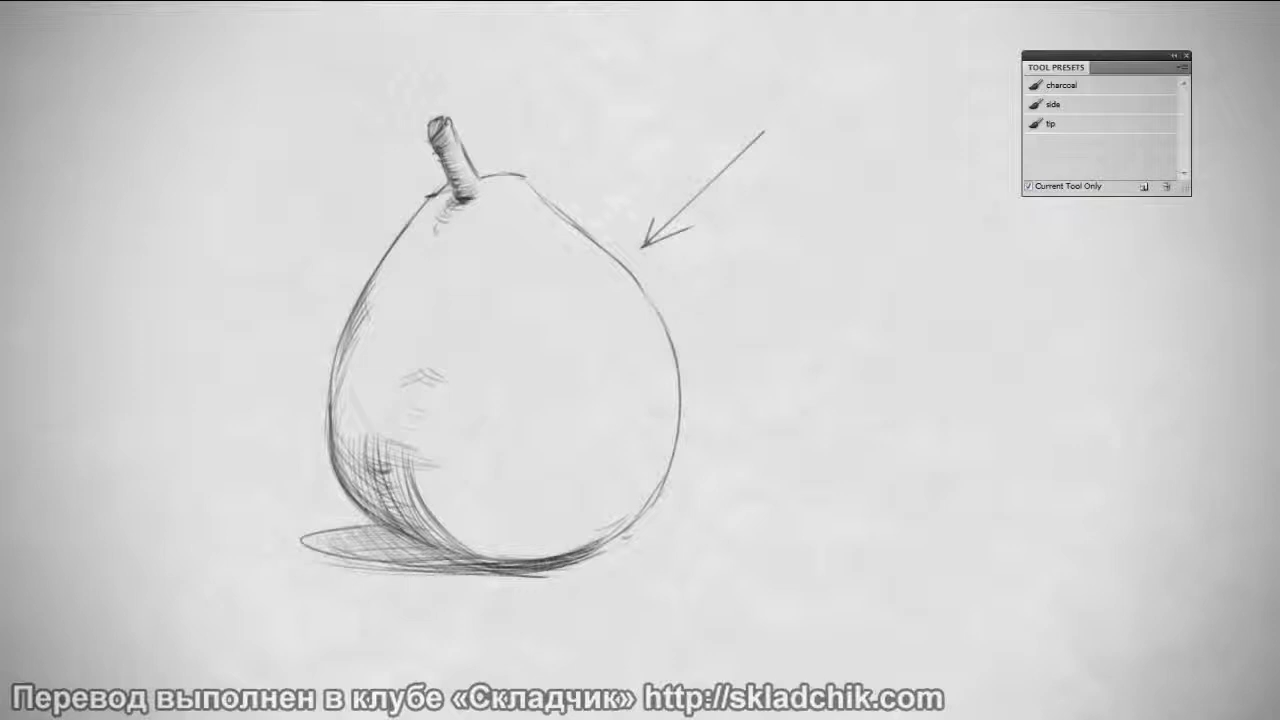 TOOL PRESETS
charcoal
side
tip
Current Tool Only
Перевод выполнен в клубе «Складчик» http://skladchik.com